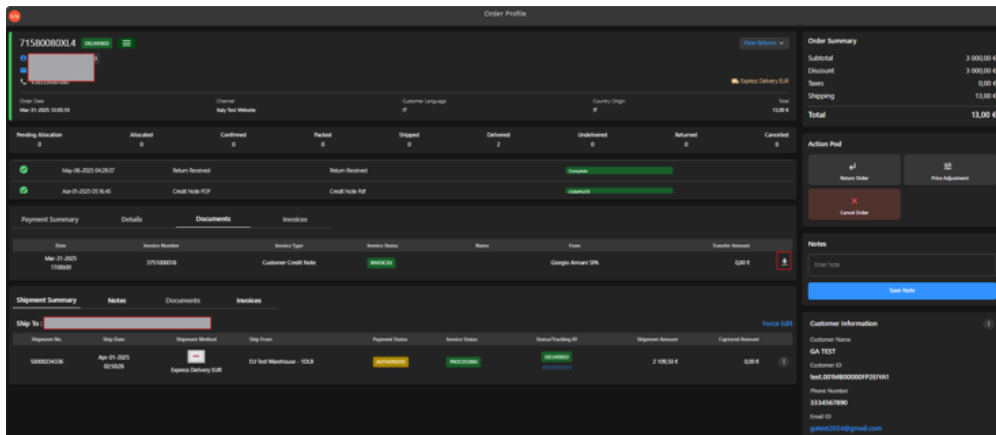 Order Profile
71580080XL4 DELIVERED
View Returns
Express Delivery EUR
Order Date
Channel
Customer Language
Country Origin
Total
Mar-31-2025 12:05:19
Italy Test Website
IT
IT
13,00 €
Pending Allocation
Allocated
Confirmed
Packed
Shipped
Delivered
Undelivered
Returned
Cancelled
0
0
0
0
0
2
0
0
0
May-06-2025 04:28:07
Return Received
Return Received
Complete
Apr-01-2025 03:16:45
Credit Note PDF
Credit Note Pdf
COMPLETE
Payment Summary
Details
Documents
Invoices
Date
Invoice Number
Invoice Type
Invoice Status
Name
From
Transfer Amount
Mar-31-2025
17:00:00
3751000016
Customer Credit Note
INVOICED
Giorgio Armani SPA
0,00 €
Shipment Summary
Notes
Documents
Invoices
Ship To :
Force Edit
Shipment No.
Ship Date
Shipment Method
Ship From
Payment Status
Invoice Status
Status/Tracking ID
Shipment Amount
Captured Amount
S0000234336
Apr-01-2025
02:50:26
Express Delivery EUR
EU Test Warehouse - 1DLB
AUTHORIZED
PROCESSING
DELIVERED
2 109,50 €
0,00 €
Order Summary
Subtotal
3 000,00 €
Discount
3 000,00 €
Taxes
0,00 €
Shipping
13,00 €
Total
13,00 €
Action Pod
Return Order
Price Adjustment
Cancel Order
Notes
Enter Note
Save Note
Customer Information
Customer Name
GA TEST
Customer ID
Phone Number
3334567890
Email ID
gatest2024@gmail.com